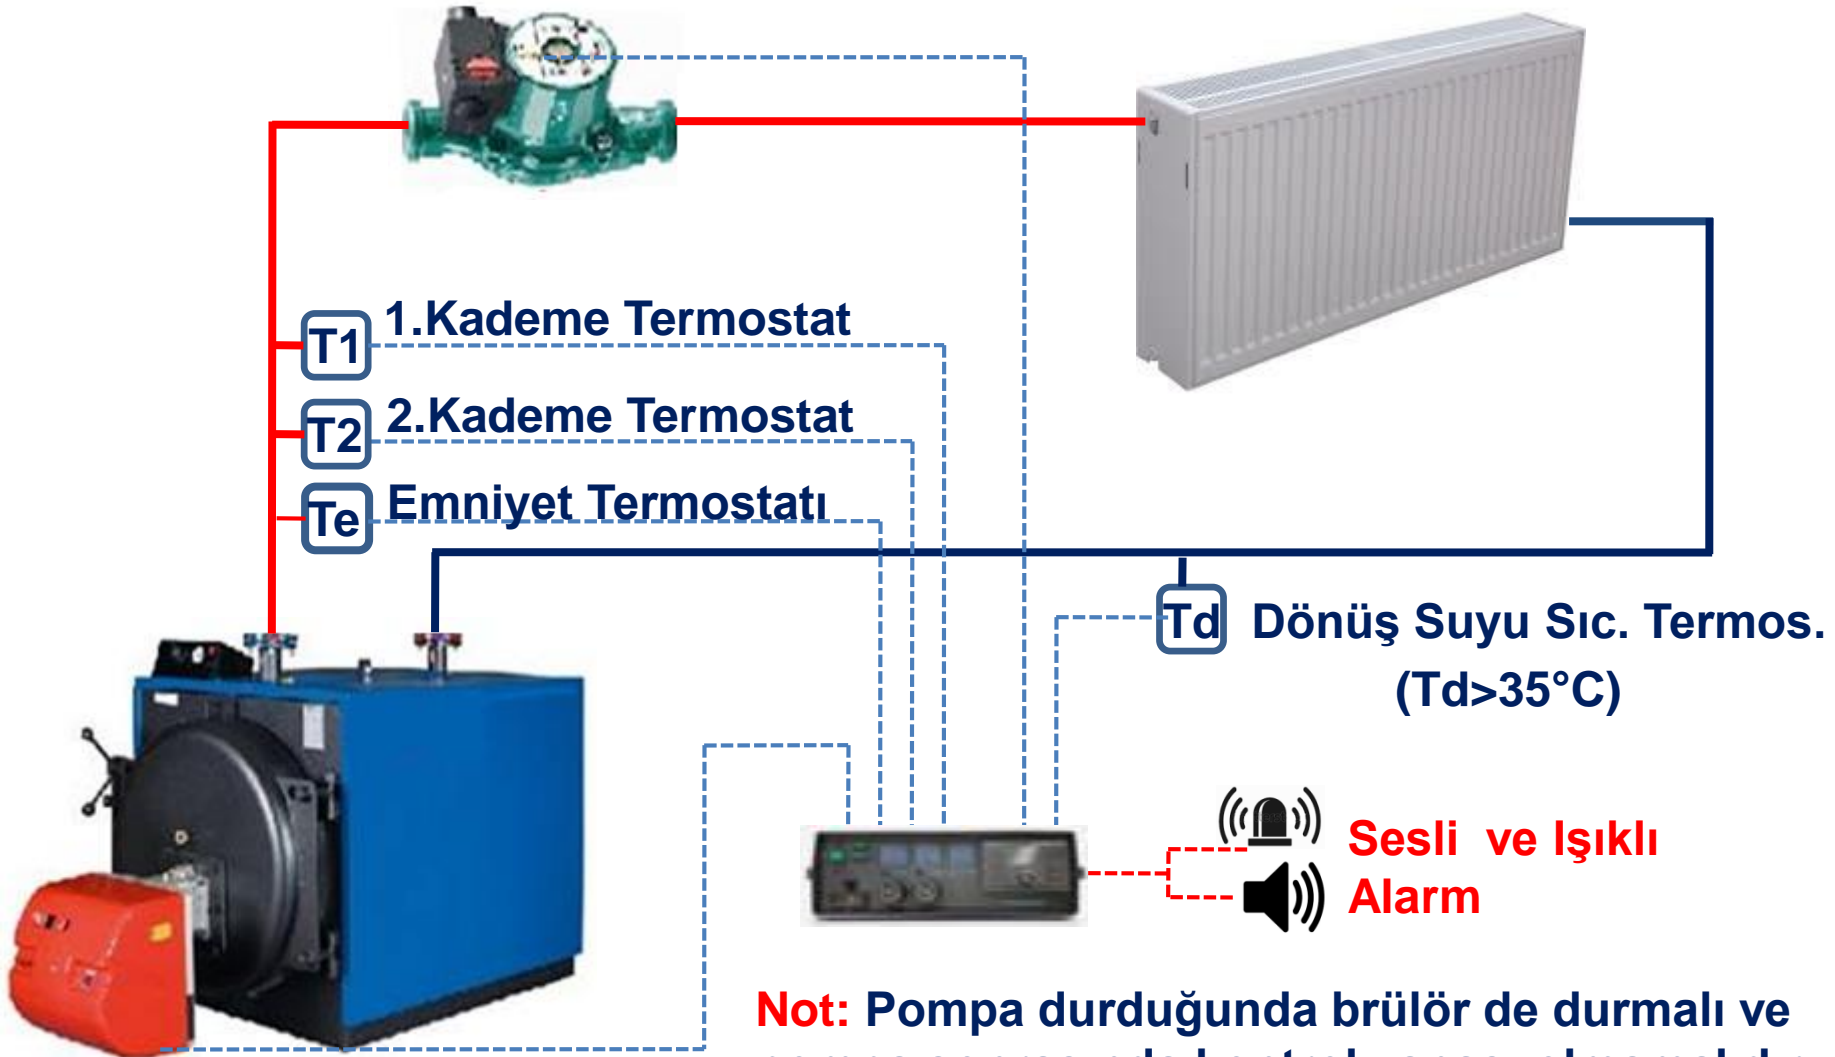 T1 1.Kademe Termostat
T2 2.Kademe Termostat
Te Emniyet Termostatı
Td Dönüş Suyu Sıc. Termos.
(Td>35°C)
Sesli ve Işıklı
Alarm
Not: Pompa durduğunda brülör de durmalı ve